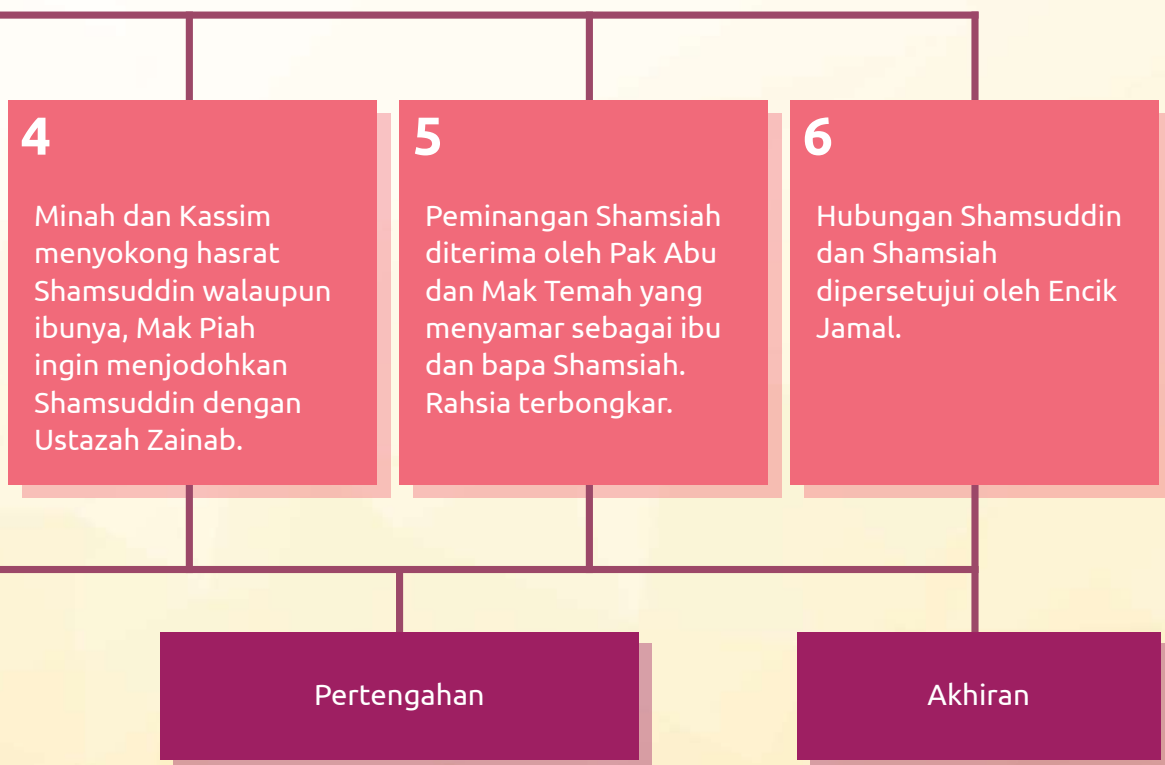 4
Minah dan Kassim
menyokong hasrat
Shamsuddin walaupun
ibunya, Mak Piah
ingin menjodohkan
Shamsuddin dengan
Ustazah Zainab.
5
Peminangan Shamsiah
diterima oleh Pak Abu
dan Mak Temah yang
menyamar sebagai ibu
dan bapa Shamsiah.
Rahsia terbongkar.
6
Hubungan Shamsuddin
dan Shamsiah
dipersetujui oleh Encik
Jamal.
Pertengahan
Akhiran